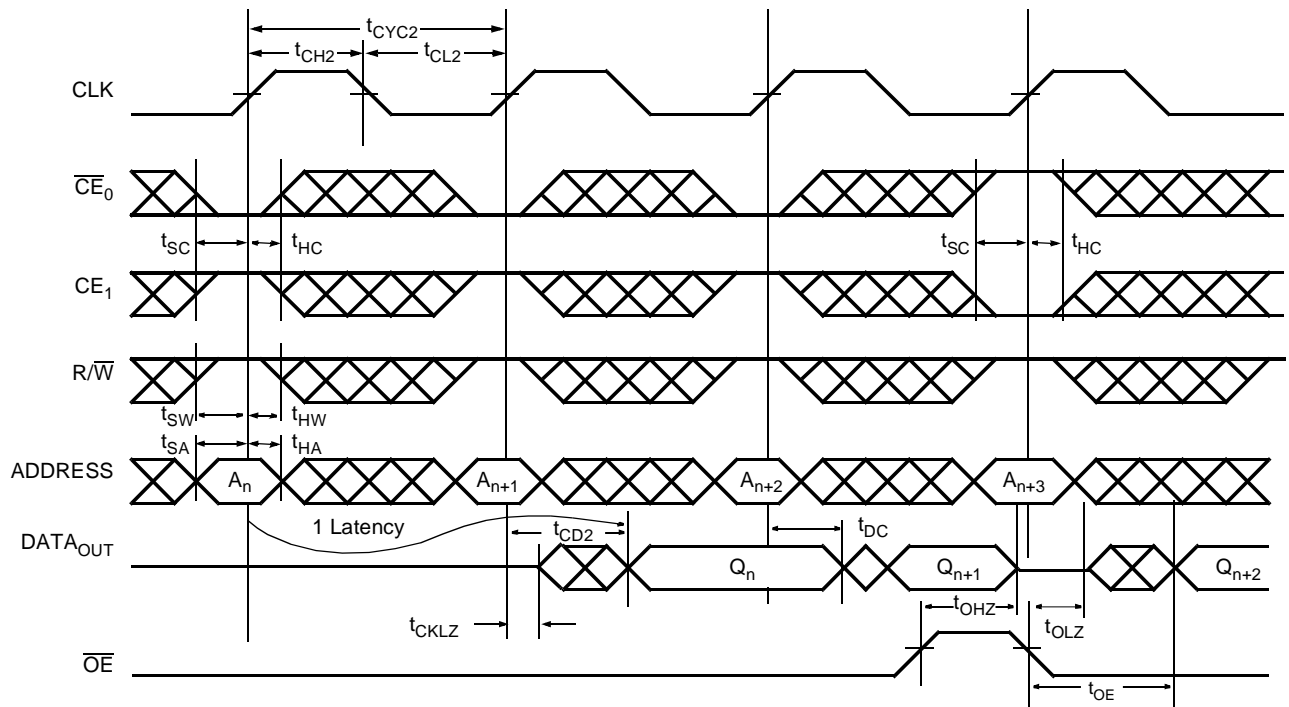 tCYC2
tCH2 tCL2
CLK
CE0
tSC tHC tSC tHC
CE1
R/W
tSW tHW
tSA tHA
ADDRESS An An+1 An+2 An+3
1 Latency tCD2 tDC
DATAOUT Qn Qn+1 Qn+2
tOHZ
tCKLZ tOLZ
OE
tOE